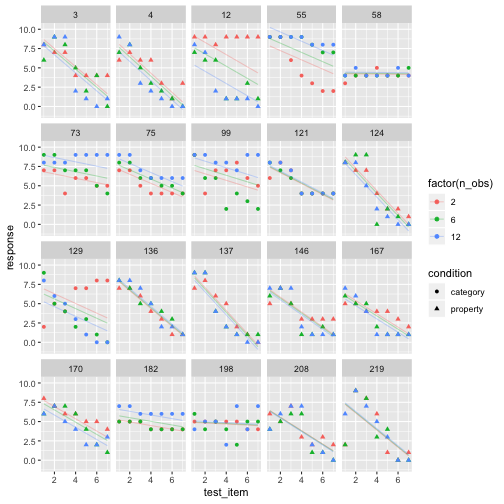 3 4 12 55 58
10.0
7.5
5.0
2.5
0.0
73 75 99 121 124
10.0
7.5
5.0
2.5
0.0
129 136 137 146 167
10.0
7.5
5.0
2.5
0.0
170 182 198 208 219
10.0
7.5
5.0
2.5
0.0
2 4 6 2 4 6 2 4 6 2 4 6 2 4 6
test_item
response
factor(n_obs)
2
6
12
condition
category
property